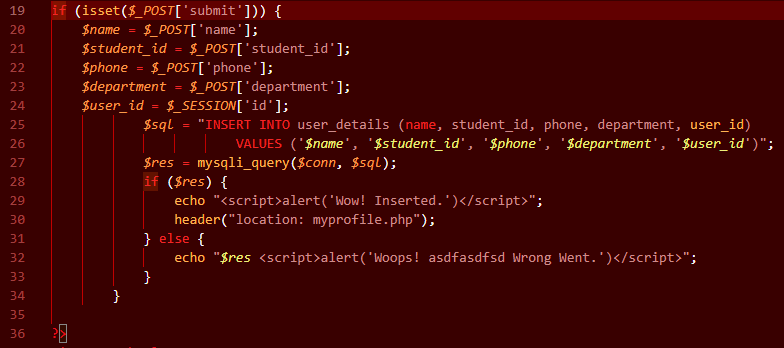 19 if (isset($_POST['submit'])) {
20 $name = $_POST['name'];
21 $student_id = $_POST['student_id'];
22 $phone = $_POST['phone'];
23 $department = $_POST['department'];
24 $user_id = $_SESSION['id'];
25 $sql = "INSERT INTO user_details (name, student_id, phone, department, user_id)
26 VALUES ('$name', '$student_id', '$phone', '$department', '$user_id')";
27 $res = mysqli_query($conn, $sql);
28 if ($res) {
29 echo "<script>alert('Wow! Inserted.')</script>";
30 header("location: myprofile.php");
31 } else {
32 echo "$res <script>alert('Woops! asdfasdfsd Wrong Went.')</script>";
33 }
34 }
35
36 ?>